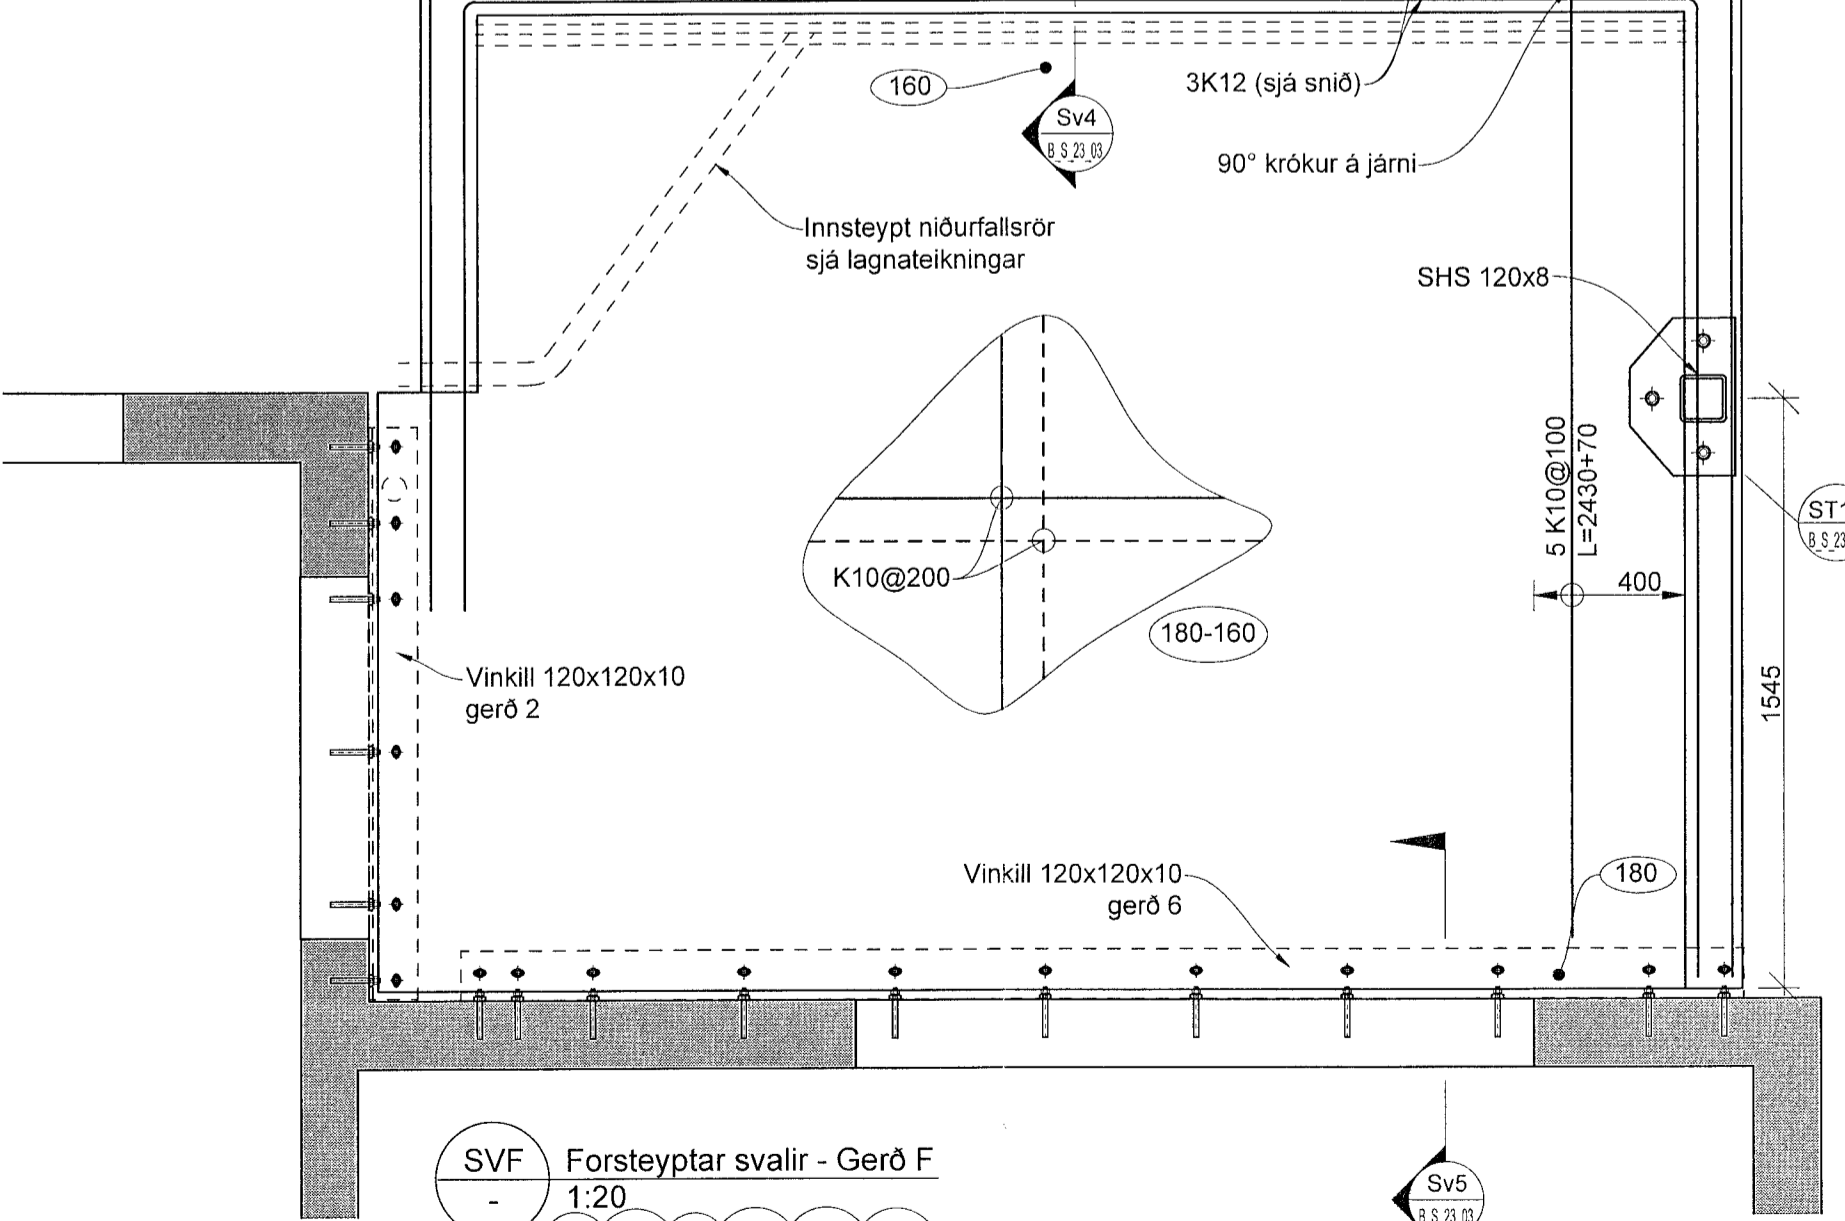 160
3K12 (sjá snið)
Sv4
B_S_23_03
90° krókur á járni
Innsteypt niðurfallsrör
sjá lagnateikningar
SHS 120x8
5 K10@100
L=2430+70
ST1
B_S_23
K10@200
400
180-160
1545
Vinkill 120x120x10
gerð 2
Vinkill 120x120x10
gerð 6
180
SVF
-
Forsteyptar svalir - Gerð F
1:20
Sv5
B_S_23_03